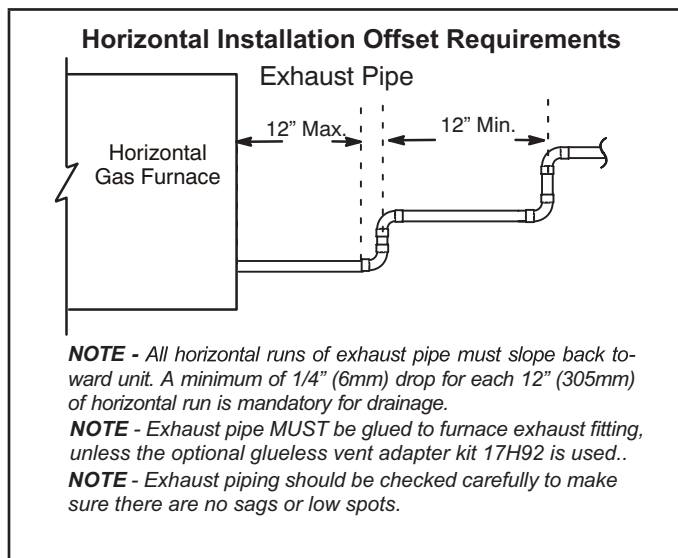 Horizontal Installation Offset Requirements
Exhaust Pipe
12” Max.
12” Min.
Horizontal
Gas Furnace
NOTE - All horizontal runs of exhaust pipe must slope back to-
ward unit. A minimum of 1/4” (6mm) drop for each 12” (305mm)
of horizontal run is mandatory for drainage.
NOTE - Exhaust pipe MUST be glued to furnace exhaust fitting,
unless the optional glueless vent adapter kit 17H92 is used..
NOTE - Exhaust piping should be checked carefully to make
sure there are no sags or low spots.